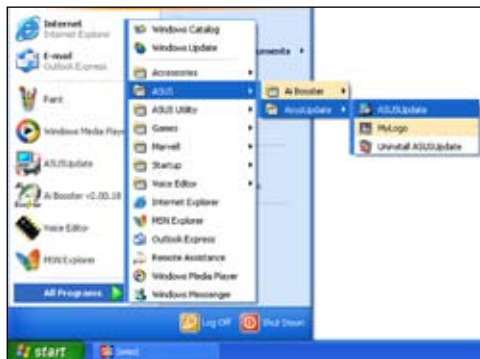 Internet
Internet Explorer
E-mail
Outlook Express
Paint
Windows Media Player
ASUSUpdate
Ai Booster v2.00.18
Voice Editor
MSN Explorer
All Programs
Windows Catalog
Windows Update
Accessories
ASUS
ASUS Utility
Games
Marvell
Startup
Voice Editor
Internet Explorer
MSN Explorer
Outlook Express
Remote Assistance
Windows Media Player
Windows Messenger
Ai Booster
AsusUpdate
ASUSUpdate
MyLogo
Uninstall ASUSUpdate
Log Off
Shut Down
start